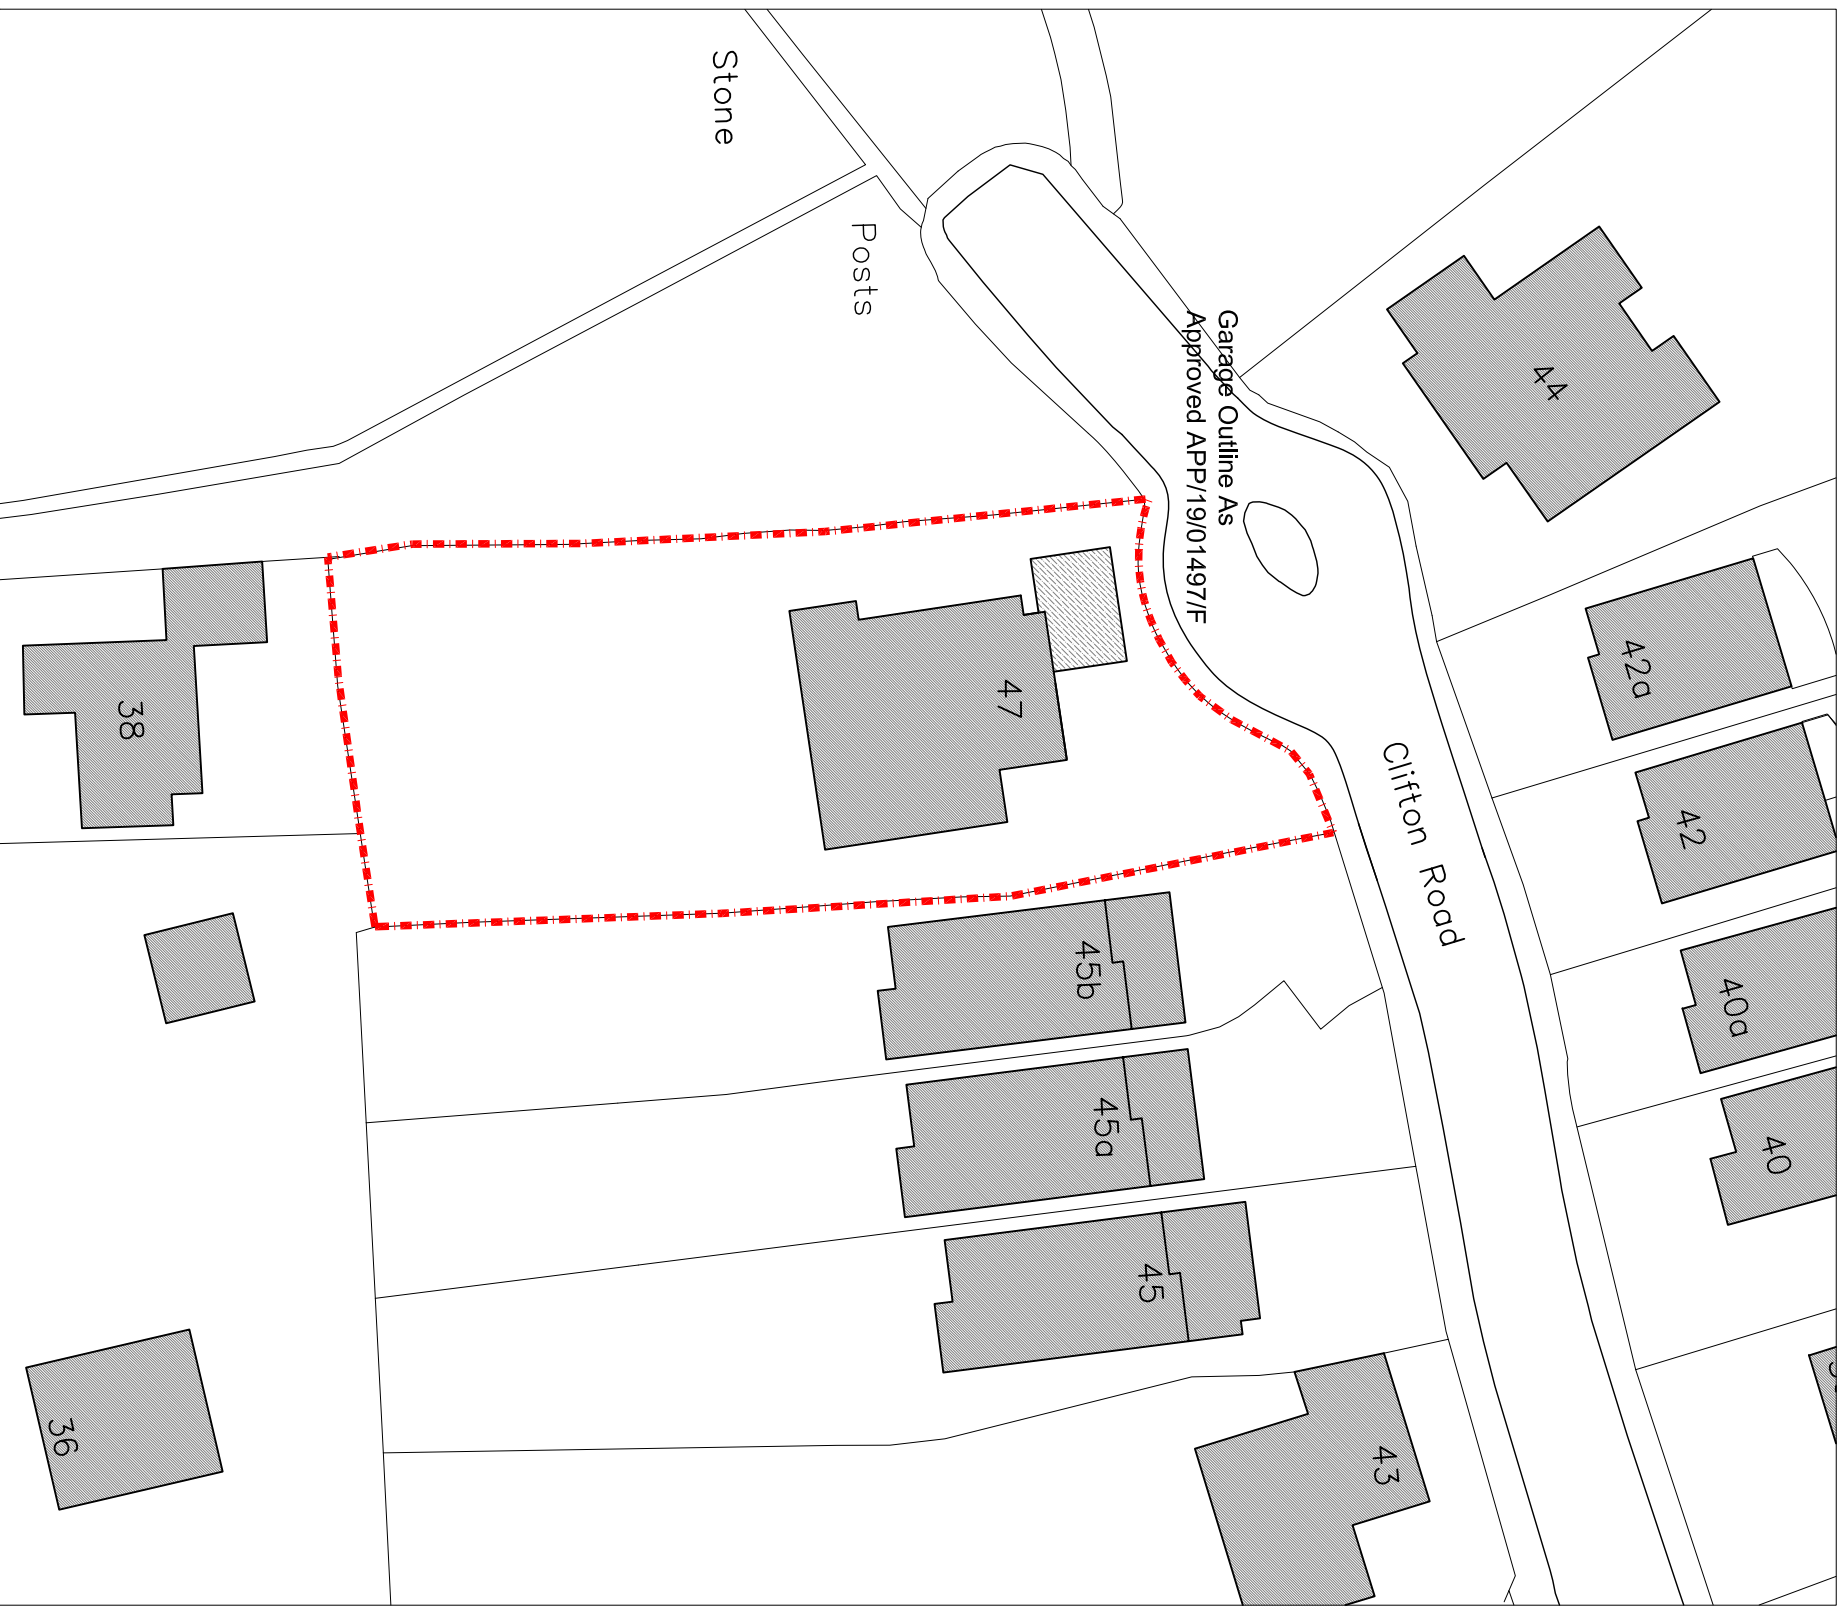 Stone
Posts
Garage Outline As
Approved APP/19/01497/F
Clifton Road
44
42a
42
40a
40
47
45b
45a
45
43
38
36